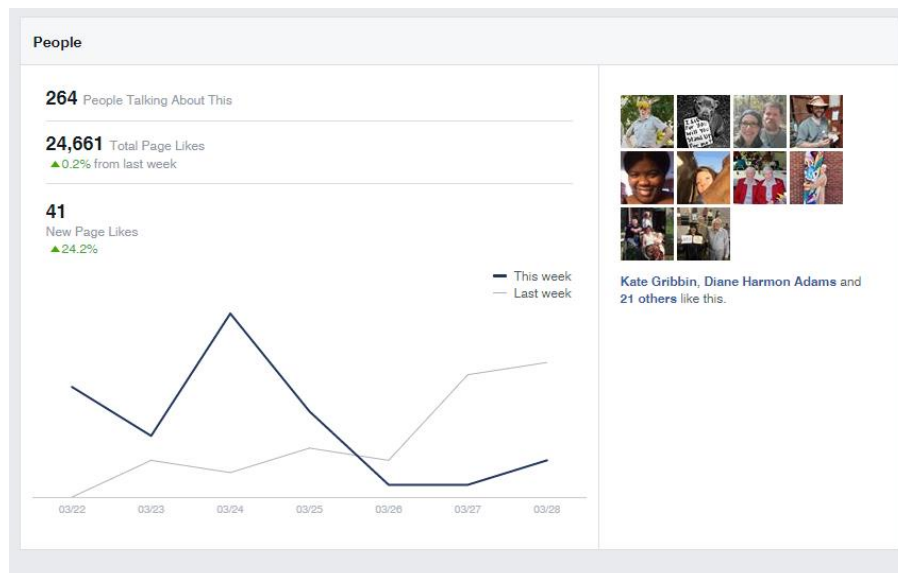 People
264 People Talking About This
24,661 Total Page Likes
▲0.2% from last week
41
New Page Likes
▲24.2%
This week
Last week
03/22 03/23 03/24 03/25 03/26 03/27 03/28
Kate Gribbin, Diane Harmon Adams and
21 others like this.